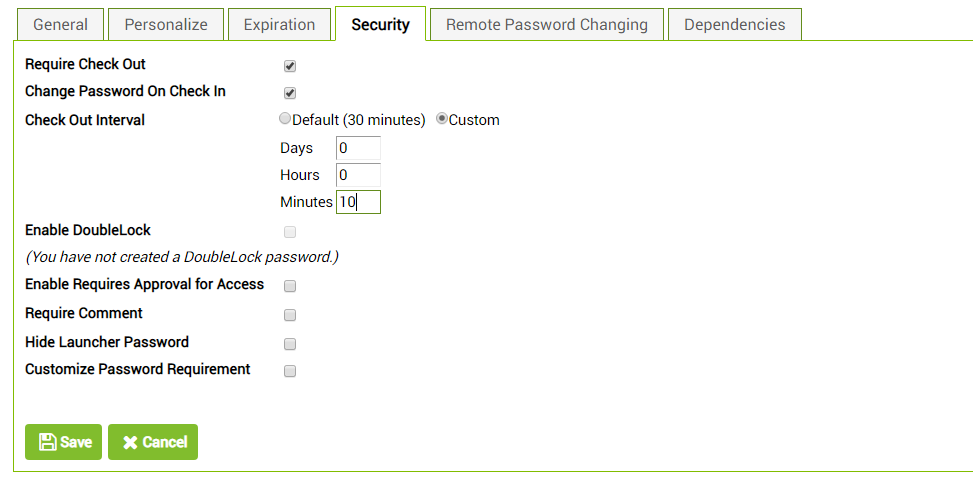 General Personalize Expiration Security Remote Password Changing Dependencies
Require Check Out
Change Password On Check In
Check Out Interval Default (30 minutes) Custom
Days 0
Hours 0
Minutes 10
Enable DoubleLock
(You have not created a DoubleLock password.)
Enable Requires Approval for Access
Require Comment
Hide Launcher Password
Customize Password Requirement
Save Cancel